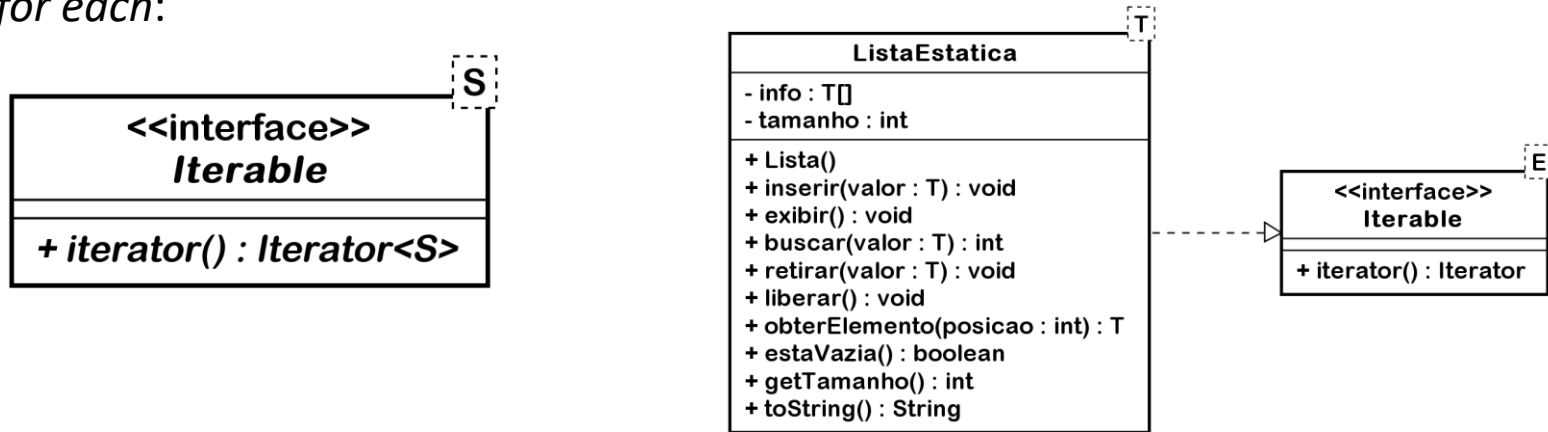 for each:
S
<<interface>>
Iterable
+ iterator() : Iterator<S>
T
ListaEstatica
- info : T[]
- tamanho : int
+ Lista()
+ inserir(valor : T) : void
+ exibir() : void
+ buscar(valor : T) : int
+ retirar(valor : T) : void
+ liberar() : void
+ obterElemento(posicao : int) : T
+ estaVazia() : boolean
+ getTamanho() : int
+ toString() : String
E
<<interface>>
Iterable
+ iterator() : Iterator